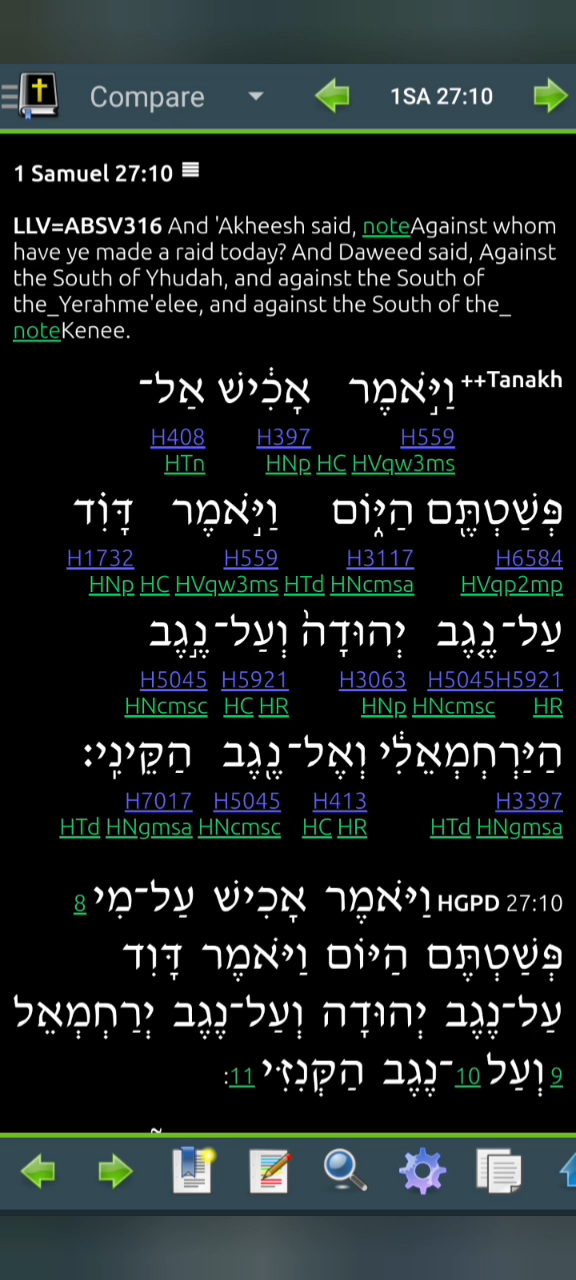 Compare
1SA 27:10
1 Samuel 27:10
LLV=ABSV316 And 'Akheesh said, noteAgainst whom
have ye made a raid today? And Daweed said, Against
the South of Yhudah, and against the South of
the_Yerahme'elee, and against the South of the_
noteKenee.
++Tanakh וַיֹּ֣אמֶר אָכִ֔ישׁ אַל־
H408 H397 H559
HTn HNp HC HVqw3ms
פְּשַׁטְתֶּ֖ם הַיּ֑וֹם וַיֹּ֣אמֶר דָּוִ֗ד
H1732 H559 H3117 H6584
HNp HC HVqw3ms HTd HNcmsa HVqp2mp
עַל־נֶ֤גֶב יְהוּדָה֙ וְעַל־נֶ֣גֶב
H5045 H5921 H3063 H5045H5921
HNcmsc HC HR HNp HNcmsc HR
הַיַּרְחְמְאֵלִ֔י וְאֶל־נֶ֖גֶב הַקֵּינִֽי׃
H7017 H5045 H413 H3397
HTd HNgmsa HNcmsc HC HR HTd HNgmsa
HGPD 27:10 וַיֹּאמֶר אָכִישׁ עַל־מִי 8
פְּשַׁטְתֶּם הַיּוֹם וַיֹּאמֶר דָּוִד
עַל־נֶגֶב יְהוּדָה וְעַל־נֶגֶב יְרַחְמְאֵל
9 וְעַל 10־נֶגֶב הַקְּנִזִּי 11: